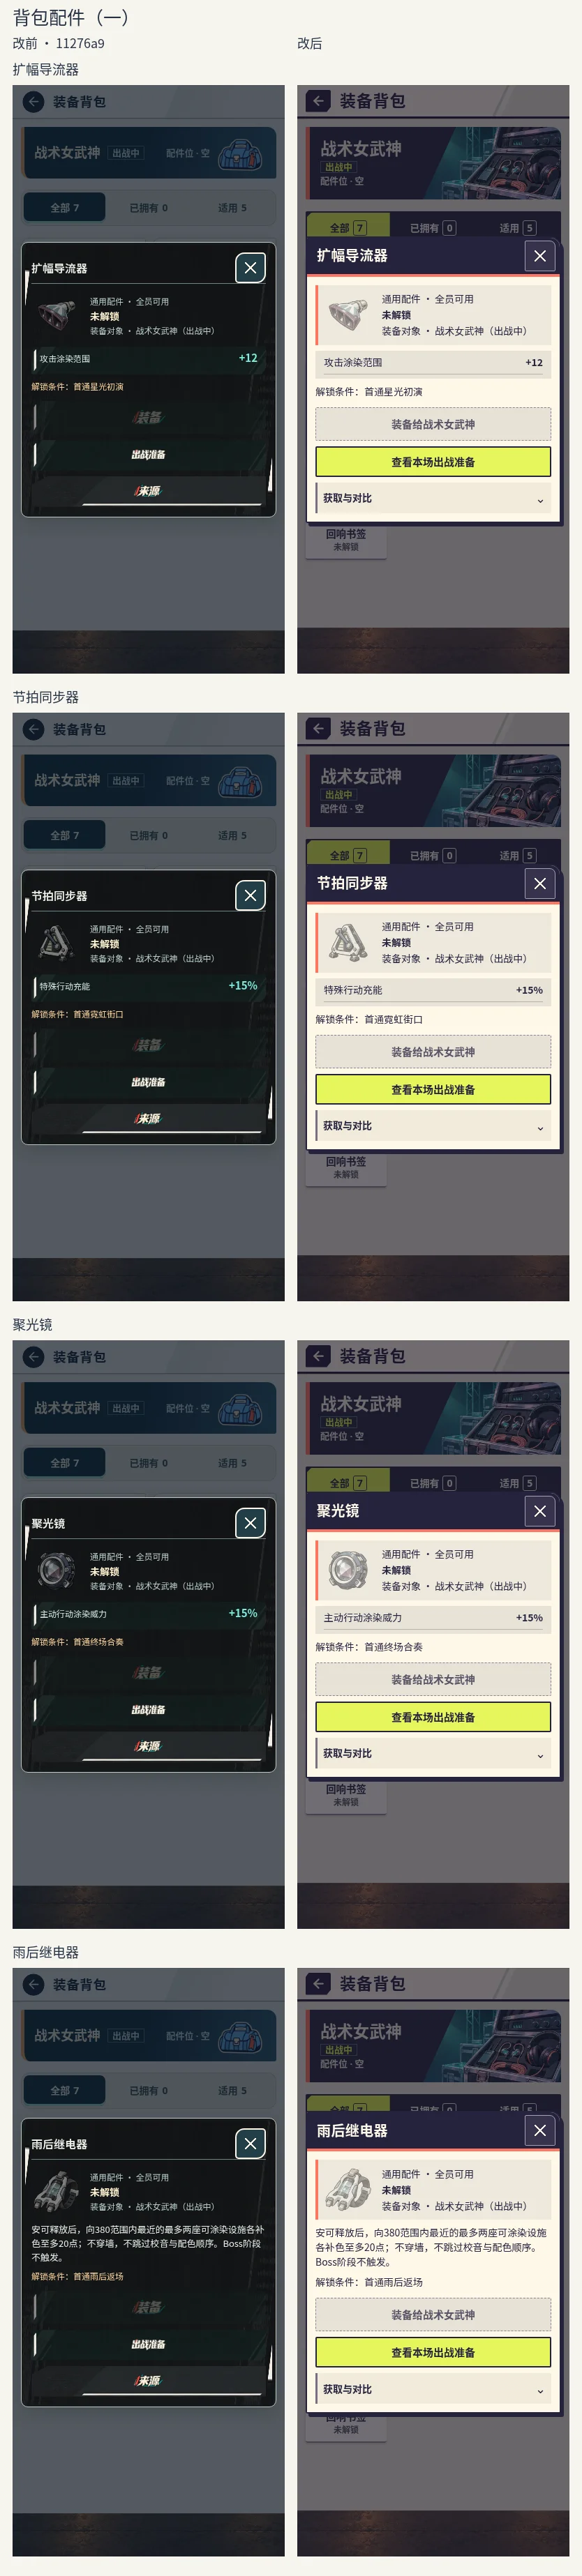 背包配件（一）
改前 · 11276a9
改后
扩幅导流器
装备背包
战术女武神 出战中 配件位 · 空
全部 7 已拥有 0 适用 5
扩幅导流器
通用配件 · 全员可用
未解锁
装备对象 · 战术女武神（出战中）
攻击涂染范围 +12
解锁条件：首通星光初演
装备
出战准备
来源
装备背包
战术女武神
出战中
配件位 · 空
全部 7 已拥有 0 适用 5
扩幅导流器
通用配件 · 全员可用
未解锁
装备对象 · 战术女武神（出战中）
攻击涂染范围 +12
解锁条件：首通星光初演
装备给战术女武神
查看本场出战准备
获取与对比
回响书签
未解锁
节拍同步器
装备背包
战术女武神 出战中 配件位 · 空
全部 7 已拥有 0 适用 5
节拍同步器
通用配件 · 全员可用
未解锁
装备对象 · 战术女武神（出战中）
特殊行动充能 +15%
解锁条件：首通霓虹街口
装备
出战准备
来源
装备背包
战术女武神
出战中
配件位 · 空
全部 7 已拥有 0 适用 5
节拍同步器
通用配件 · 全员可用
未解锁
装备对象 · 战术女武神（出战中）
特殊行动充能 +15%
解锁条件：首通霓虹街口
装备给战术女武神
查看本场出战准备
获取与对比
回响书签
未解锁
聚光镜
装备背包
战术女武神 出战中 配件位 · 空
全部 7 已拥有 0 适用 5
聚光镜
通用配件 · 全员可用
未解锁
装备对象 · 战术女武神（出战中）
主动行动涂染威力 +15%
解锁条件：首通终场合奏
装备
出战准备
来源
装备背包
战术女武神
出战中
配件位 · 空
全部 7 已拥有 0 适用 5
聚光镜
通用配件 · 全员可用
未解锁
装备对象 · 战术女武神（出战中）
主动行动涂染威力 +15%
解锁条件：首通终场合奏
装备给战术女武神
查看本场出战准备
获取与对比
回响书签
未解锁
雨后继电器
装备背包
战术女武神 出战中 配件位 · 空
全部 7 已拥有 0 适用 5
雨后继电器
通用配件 · 全员可用
未解锁
装备对象 · 战术女武神（出战中）
安可释放后，向380范围内最近的最多两座可涂染设施各补
色至多20点；不穿墙，不跳过校音与配色顺序。Boss阶段
不触发。
解锁条件：首通雨后返场
装备
出战准备
来源
装备背包
战术女武神
出战中
配件位 · 空
全部 7 已拥有 0 适用 5
雨后继电器
通用配件 · 全员可用
未解锁
装备对象 · 战术女武神（出战中）
安可释放后，向380范围内最近的最多两座可涂染设施
各补色至多20点；不穿墙，不跳过校音与配色顺序。
Boss阶段不触发。
解锁条件：首通雨后返场
装备给战术女武神
查看本场出战准备
获取与对比
回响书签
未解锁